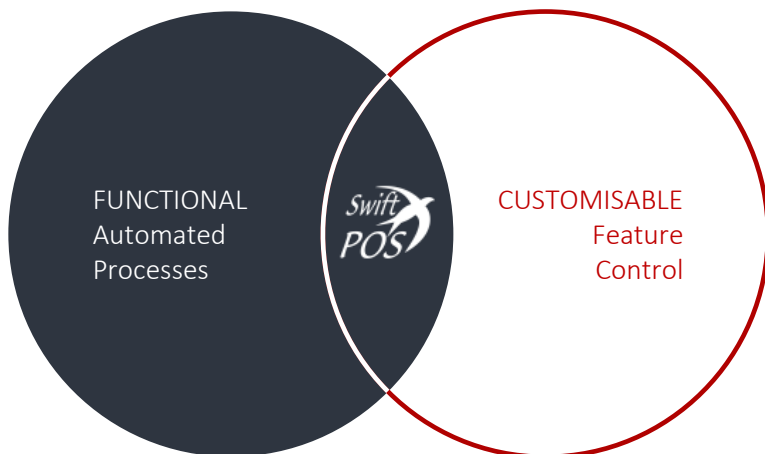 FUNCTIONAL
Automated
Processes
Swift
POS
CUSTOMISABLE
Feature
Control